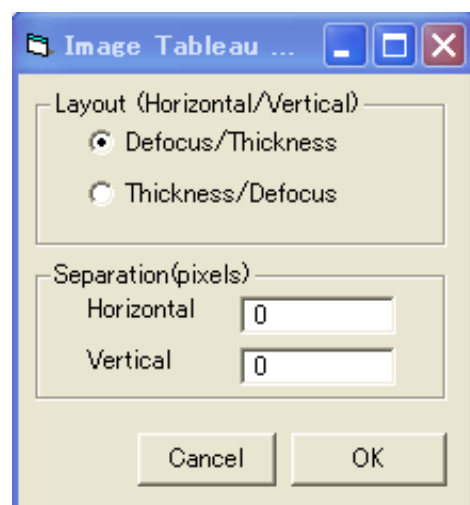 Image Tableau ...
Layout (Horizontal/Vertical)
Defocus/Thickness
Thickness/Defocus
Separation(pixels)
Horizontal 0
Vertical 0
Cancel OK